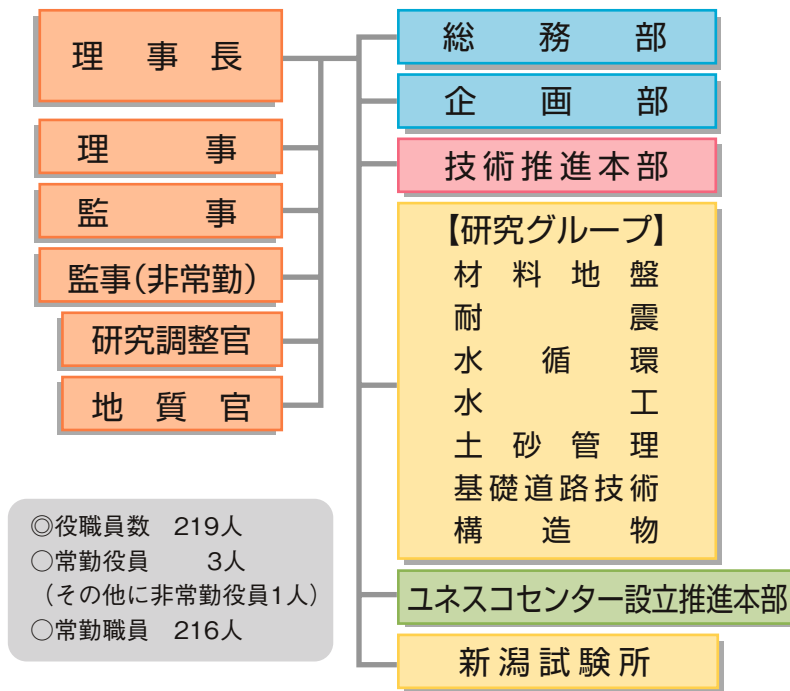 理事長
理事
監事
監事(非常勤)
研究調整官
地質官
◎役職員数 219人
○常勤役員 3人
(その他に非常勤役員1人)
○常勤職員 216人
総務部
企画部
技術推進本部
【研究グループ】
材料地盤
耐震
水循環
水工
土砂管理
基礎道路技術
構造物
ユネスコセンター設立推進本部
新潟試験所